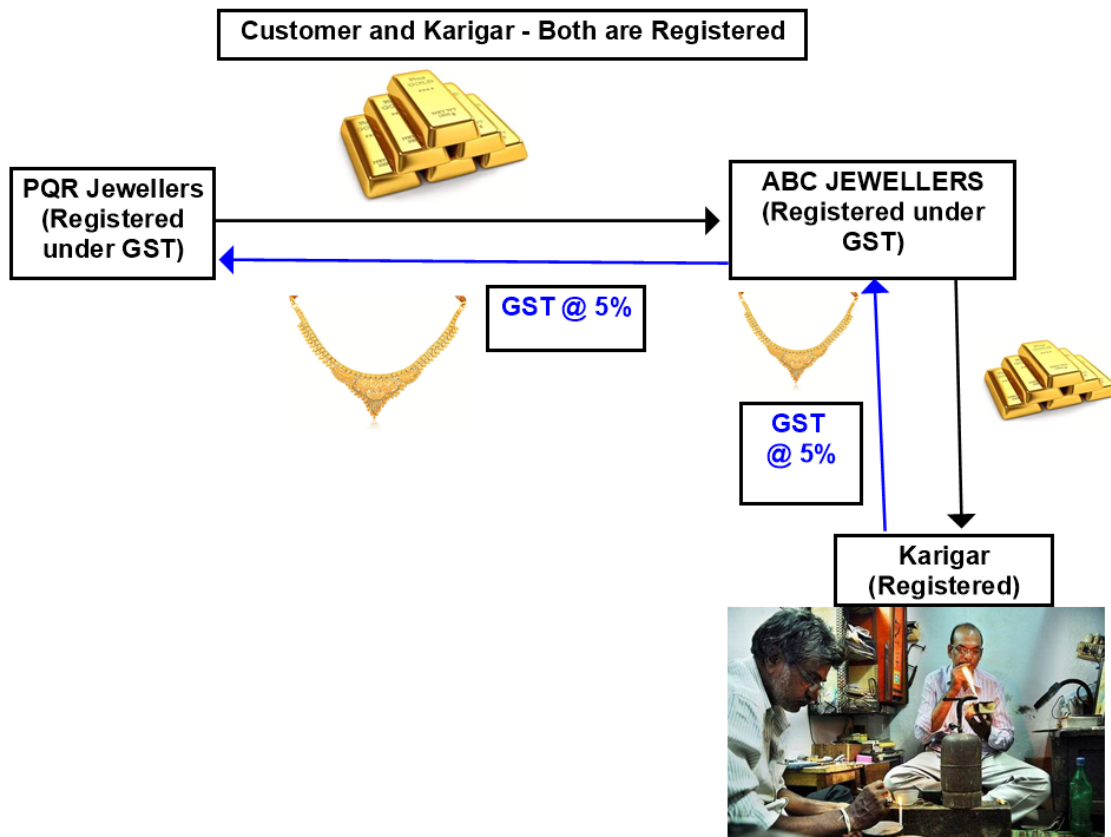 Customer and Karigar - Both are Registered
PQR Jewellers
(Registered
under GST)
ABC JEWELLERS
(Registered under
GST)
GST @ 5%
GST
@ 5%
Karigar
(Registered)